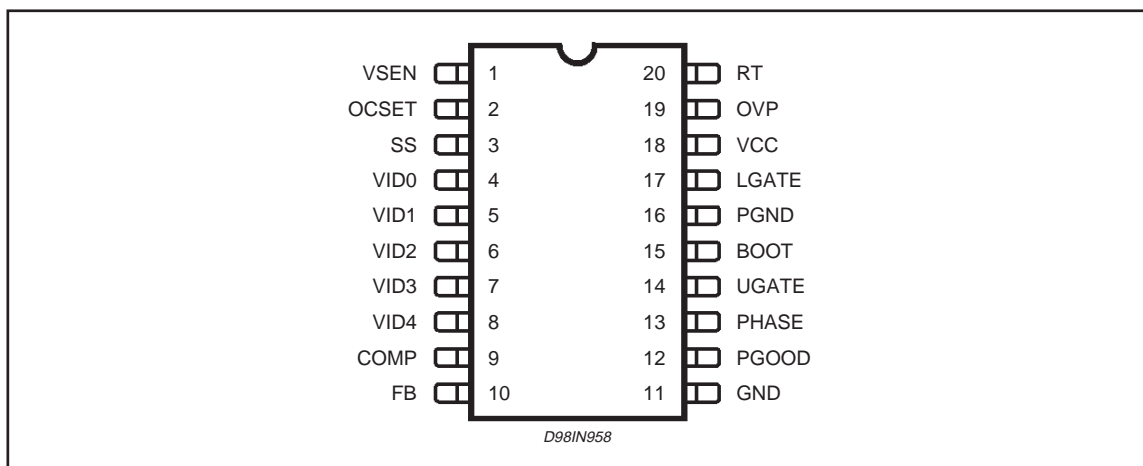 VSEN 1 20 RT
OCSET 2 19 OVP
SS 3 18 VCC
VID0 4 17 LGATE
VID1 5 16 PGND
VID2 6 15 BOOT
VID3 7 14 UGATE
VID4 8 13 PHASE
COMP 9 12 PGOOD
FB 10 11 GND
D98IN958